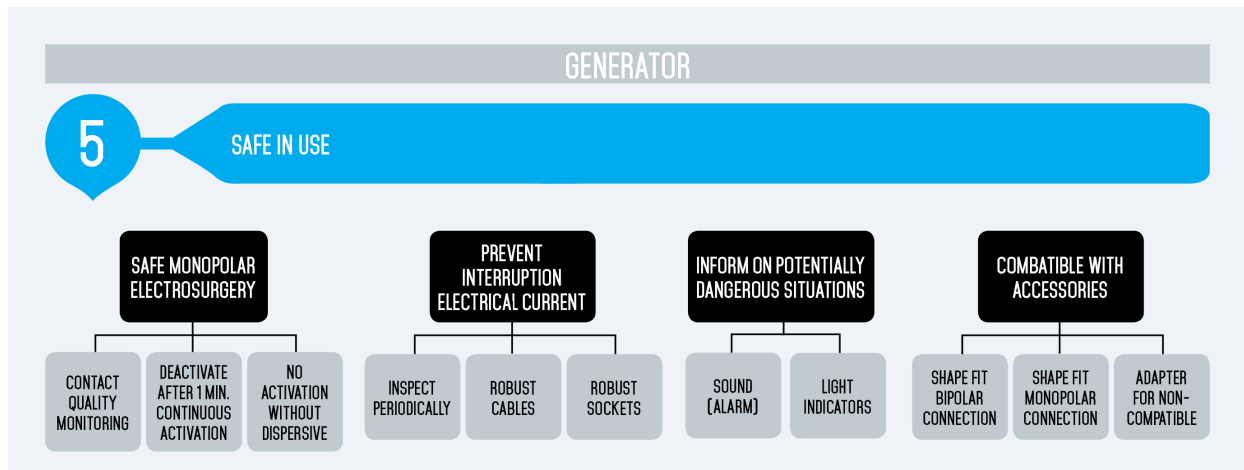 GENERATOR
5
SAFE IN USE
SAFE MONOPOLAR
ELECTROSURGERY
CONTACT
QUALITY
MONITORING
DEACTIVATE
AFTER 1 MIN.
CONTINUOUS
ACTIVATION
NO
ACTIVATION
WITHOUT
DISPERSIVE
PREVENT
INTERRUPTION
ELECTRICAL CURRENT
INSPECT
PERIODICALLY
ROBUST
CABLES
ROBUST
SOCKETS
INFORM ON POTENTIALLY
DANGEROUS SITUATIONS
SOUND
(ALARM)
LIGHT
INDICATORS
COMBATIBLE WITH
ACCESSORIES
SHAPE FIT
BIPOLAR
CONNECTION
SHAPE FIT
MONOPOLAR
CONNECTION
ADAPTER
FOR NON-
COMPATIBLE